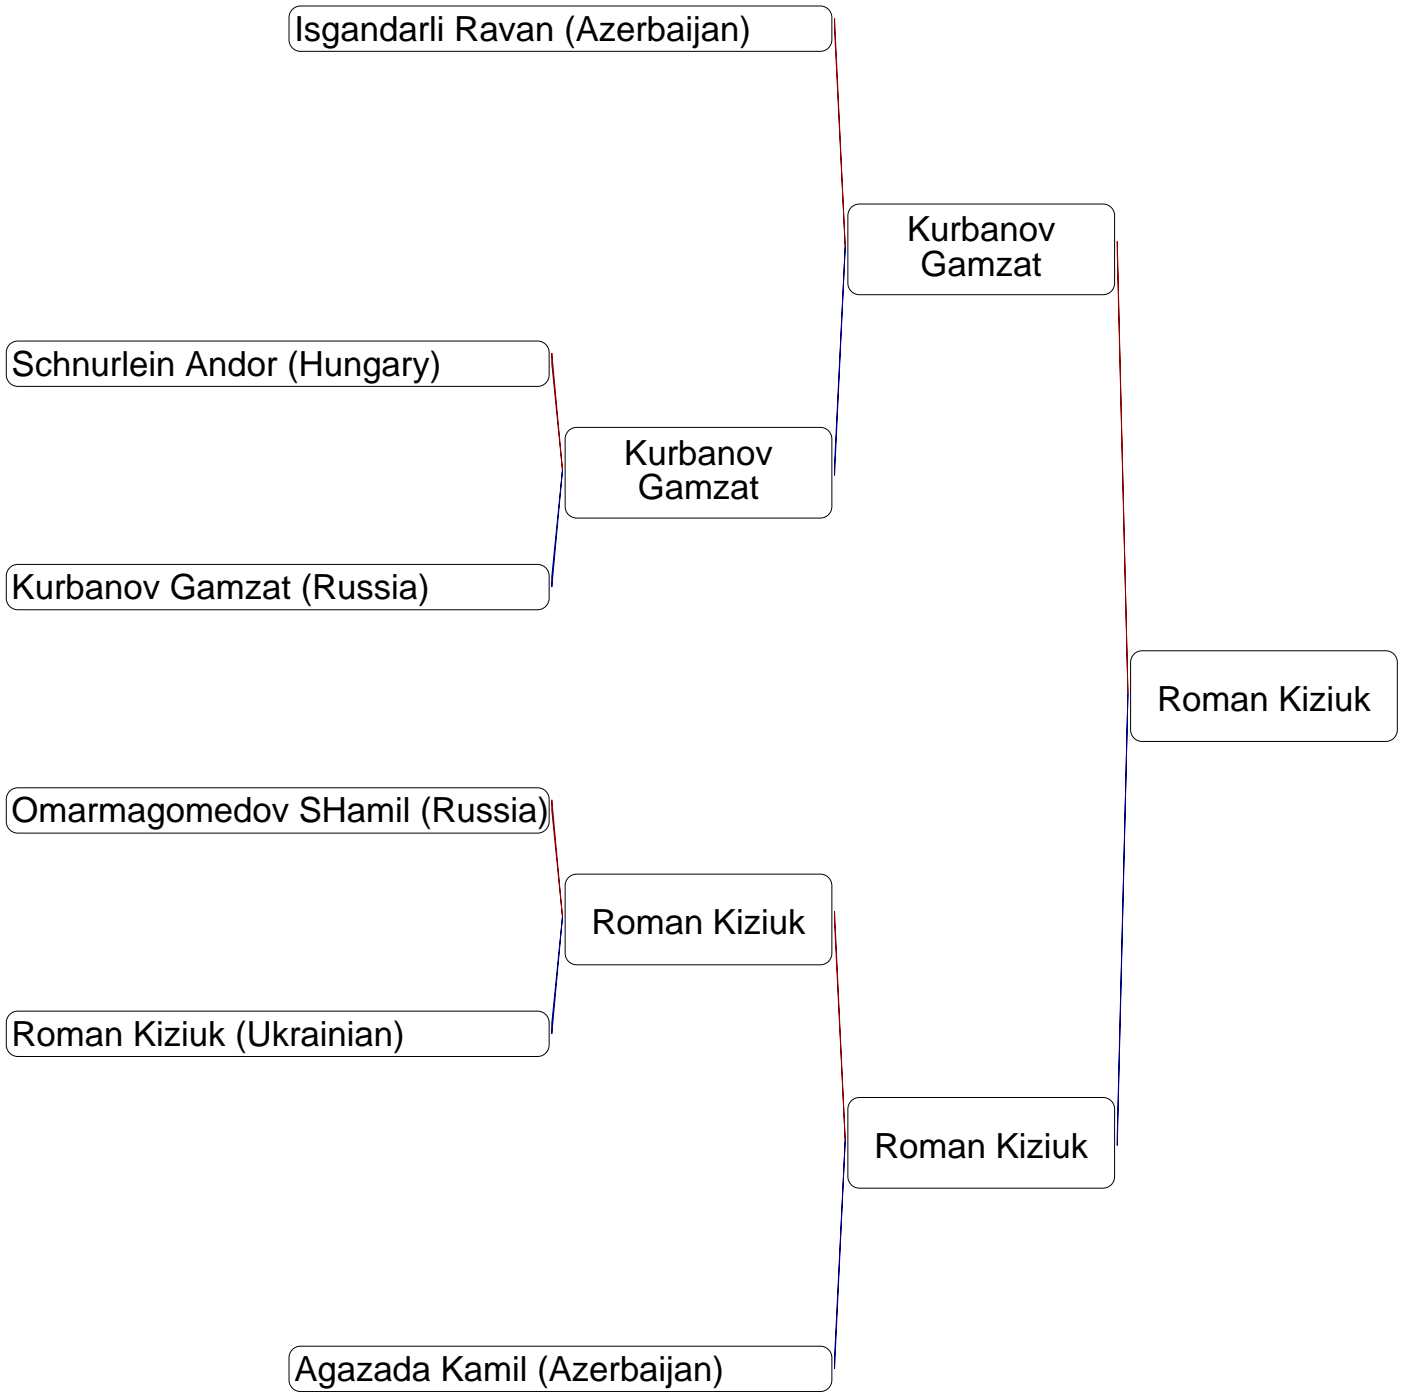 Isgandarli Ravan (Azerbaijan)
Kurbanov
Gamzat
Schnurlein Andor (Hungary)
Kurbanov
Gamzat
Kurbanov Gamzat (Russia)
Roman Kiziuk
Omarmagomedov SHamil (Russia)
Roman Kiziuk
Roman Kiziuk (Ukrainian)
Roman Kiziuk
Agazada Kamil (Azerbaijan)